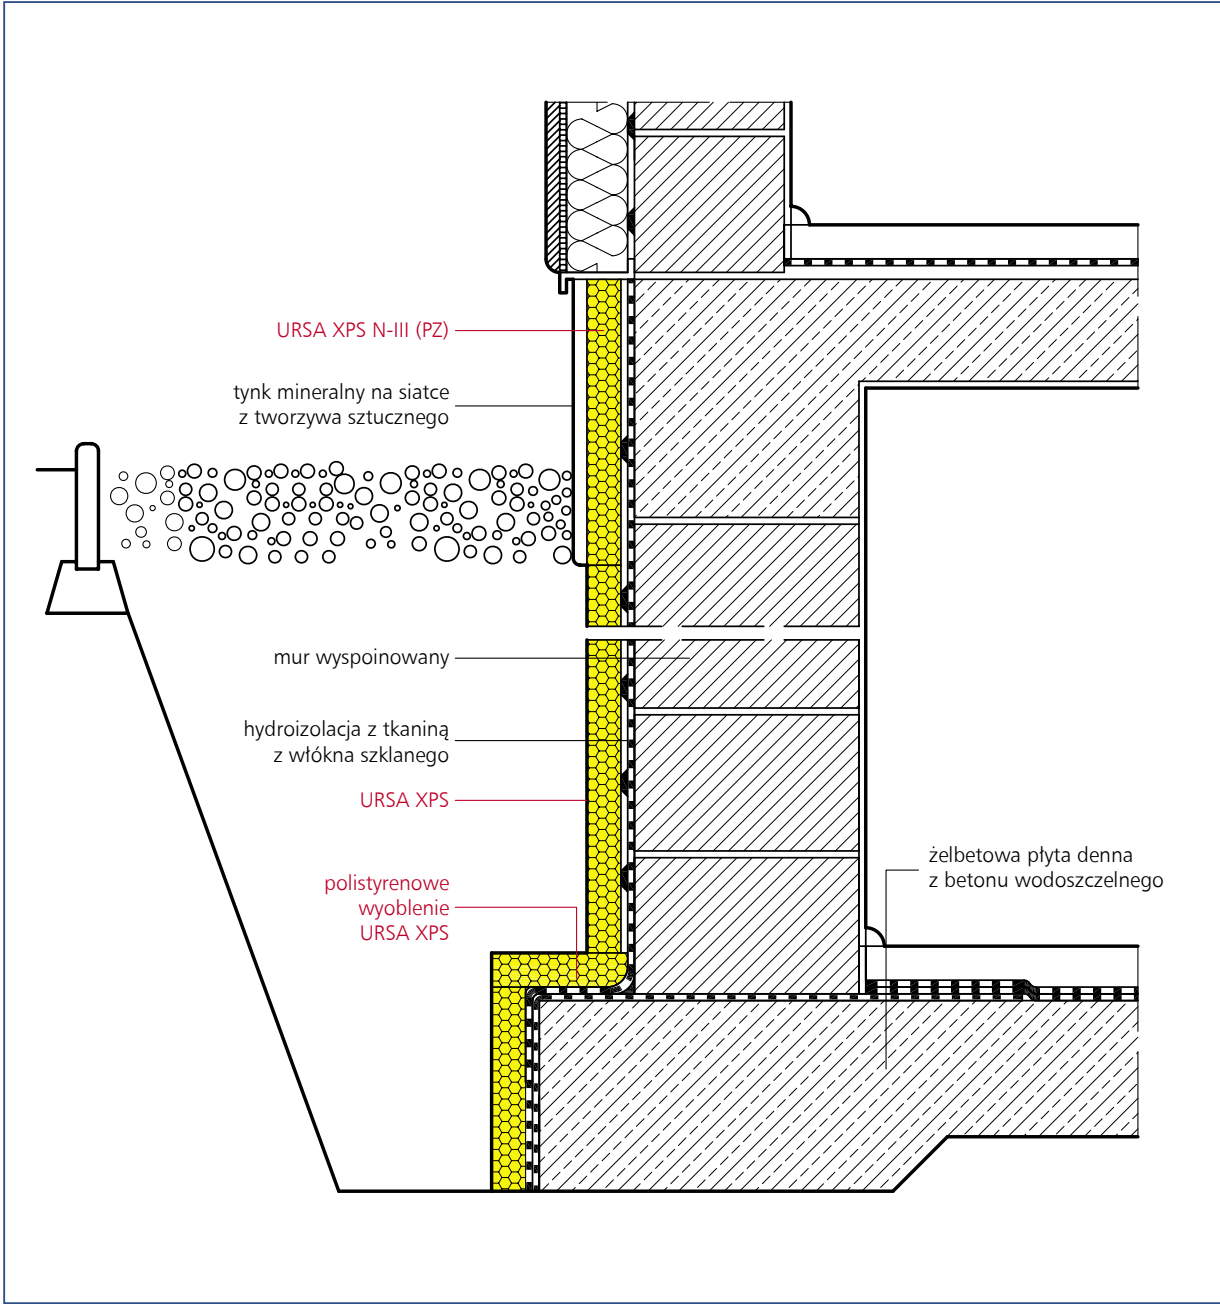 URSA XPS N-III (PZ)
tynk mineralny na siatce
z tworzywa sztucznego
mur wyspoinowany
hydroizolacja z tkaniną
z włókna szklanego
URSA XPS
polistyrenowe
wyoblenie
URSA XPS
żelbetowa płyta denna
z betonu wodoszczelnego